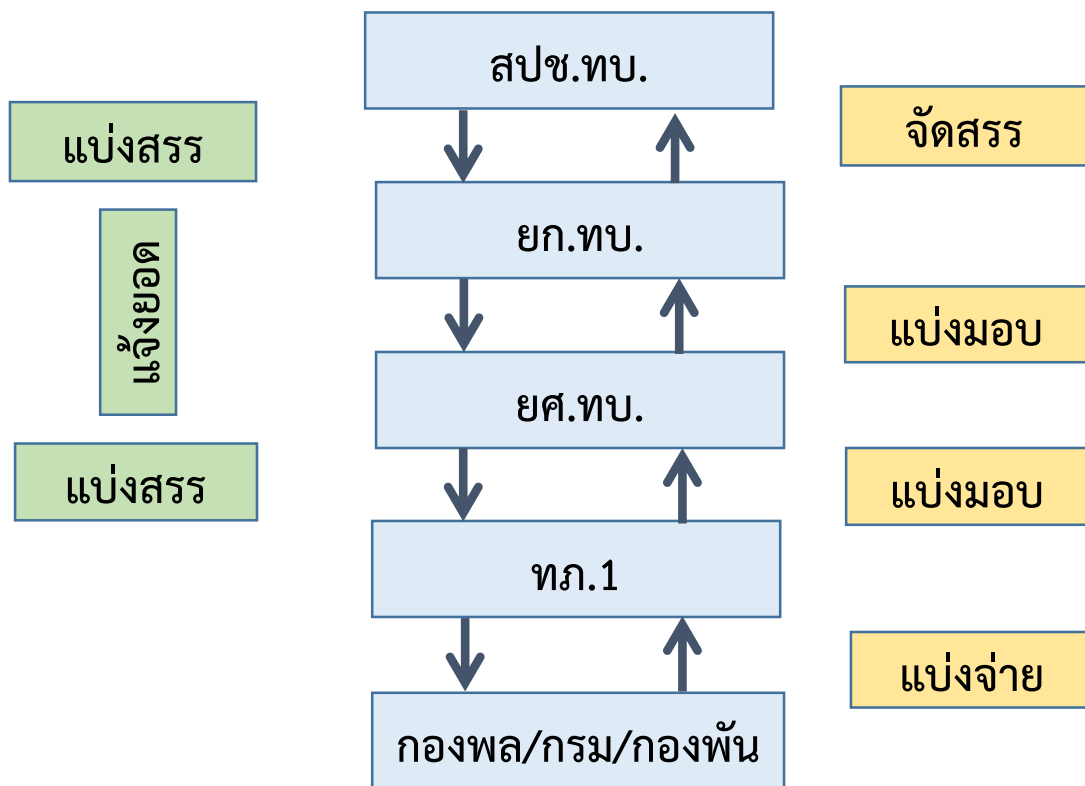 สปช.ทบ.
แบ่งสรร
จัดสรร
ยก.ทบ.
แจ้งยอด
แบ่งมอบ
ยศ.ทบ.
แบ่งสรร
แบ่งมอบ
ทภ.1
แบ่งจ่าย
กองพล/กรม/กองพัน